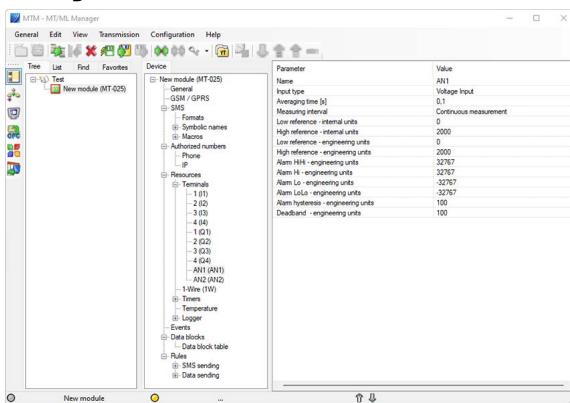 MTM - MT/ML Manager
General Edit View Transmission Configuration Help
Tree List Find Favorites
Test
New module (MT-025)
Device
New module (MT-025)
General
GSM / GPRS
SMS
Formats
Symbolic names
Macros
Authorized numbers
Phone
IP
Resources
Terminals
1 (I1)
2 (I2)
3 (I3)
4 (I4)
1 (Q1)
2 (Q2)
3 (Q3)
4 (Q4)
AN1 (AN1)
AN2 (AN2)
1-Wire (1W)
Timers
Temperature
Logger
Events
Data blocks
Data block table
Rules
SMS sending
Data sending
Parameter Value
Name AN1
Input type Voltage Input
Averaging time [s] 0,1
Measuring interval Continuous measurement
Low reference - internal units 0
High reference - internal units 2000
Low reference - engineering units 0
High reference - engineering units 2000
Alarm HiHi - engineering units 32767
Alarm Hi - engineering units 32767
Alarm Lo - engineering units -32767
Alarm LoLo - engineering units -32767
Alarm hysteresis - engineering units 100
Deadband - engineering units 100
New module ...